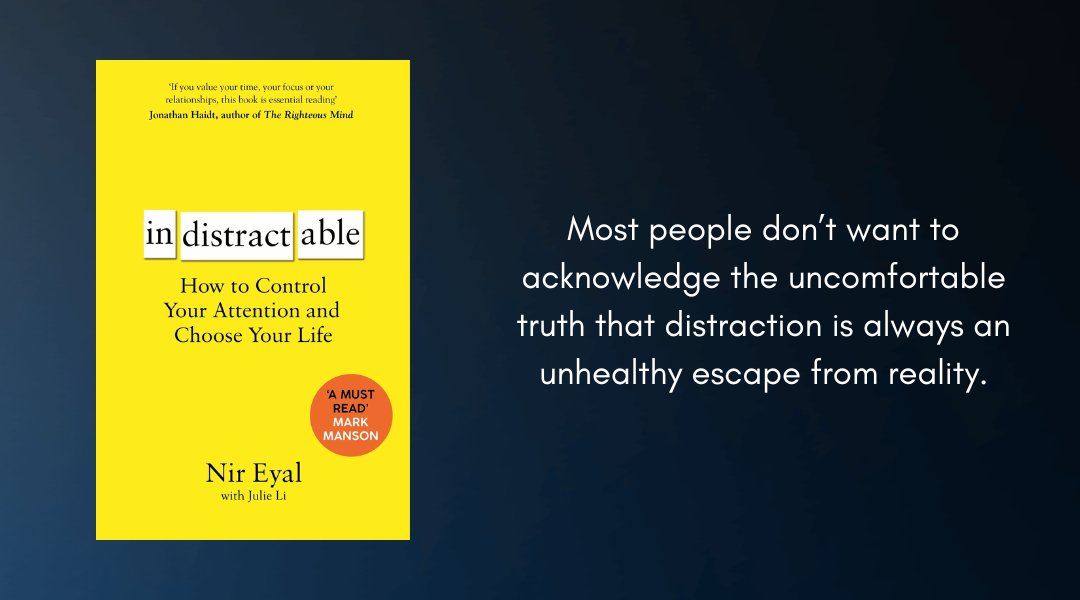 ‘If you value your time, your focus or your
relationships, this book is essential reading’
Jonathan Haidt, author of The Righteous Mind
indistractable
How to Control
Your Attention and
Choose Your Life
‘A MUST
READ’
MARK
MANSON
Nir Eyal
with Julie Li
Most people don’t want to
acknowledge the uncomfortable
truth that distraction is always an
unhealthy escape from reality.